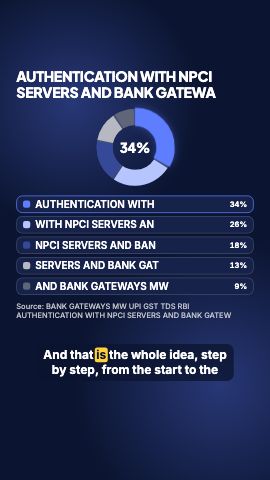 AUTHENTICATION WITH NPCI
SERVERS AND BANK GATEWA
34%
AUTHENTICATION WITH 34%
WITH NPCI SERVERS AN 26%
NPCI SERVERS AND BAN 18%
SERVERS AND BANK GAT 13%
AND BANK GATEWAYS MW 9%
Source: BANK GATEWAYS MW UPI GST TDS RBI
AUTHENTICATION WITH NPCI SERVERS AND BANK GATEW
And that is the whole idea, step
by step, from the start to the